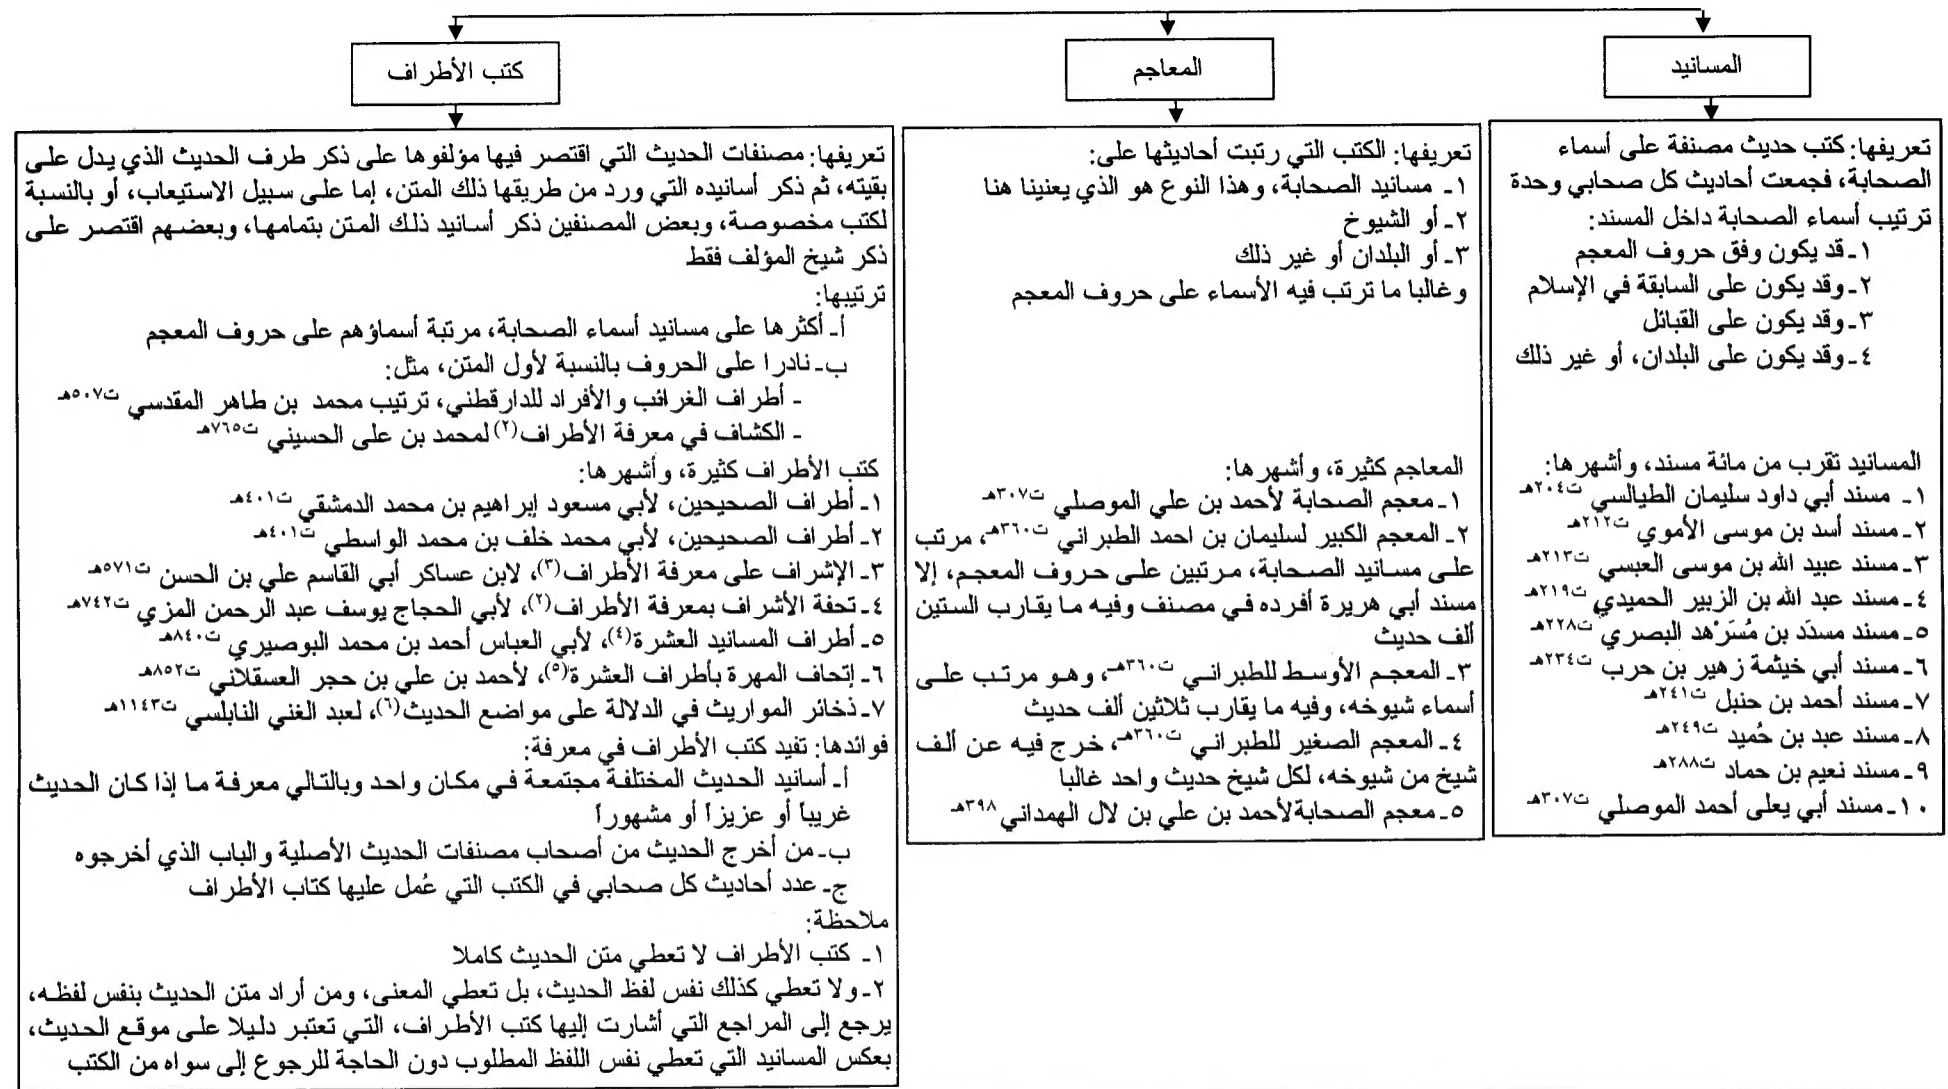 المسانيد
تعريفها: كتب حديث مصنفة على أسماء
الصحابة، فجمعت أحاديث كل صحابي وحدة
ترتيب أسماء الصحابة داخل المسند:
١- قد يكون وفق حروف المعجم
٢- وقد يكون على السابقة في الإسلام
٣- وقد يكون على القبائل
٤- وقد يكون على البلدان، أو غير ذلك
المسانيد تقرب من مائة مسند، وأشهرها:
١- مسند أبي داود سليمان الطيالسي ت٢٠٤هـ
٢- مسند أسد بن موسى الأموي ت٢١٢هـ
٣- مسند عبيد الله بن موسى العبسي ت٢١٣هـ
٤- مسند عبد الله بن الزبير الحميدي ت٢١٩هـ
٥- مسند مسدَد بن مُسَرْهد البصري ت٢٢٨هـ
٦- مسند أبي خيثمة زهير بن حرب ت٢٣٤هـ
٧- مسند أحمد بن حنبل ت٢٤١هـ
٨- مسند عبد بن حُميد ت٢٤٩هـ
٩- مسند نعيم بن حماد ت٢٨٨هـ
١٠- مسند أبي يعلى أحمد الموصلي ت٣٠٧هـ
المعاجم
تعريفها: الكتب التي رتبت أحاديثها على:
١- مسانيد الصحابة، وهذا النوع هو الذي يعنينا هنا
٢- أو الشيوخ
٣- أو البلدان أو غير ذلك
وغالبا ما ترتب فيه الأسماء على حروف المعجم
المعاجم كثيرة، وأشهرها:
١- معجم الصحابة لأحمد بن علي الموصلي ت٣٠٧هـ
٢- المعجم الكبير لسليمان بن احمد الطبراني ت٣٦٠هـ، مرتب
على مسانيد الصحابة، مرتبين على حروف المعجم، إلا
مسند أبي هريرة أفرده في مصنف وفيه ما يقارب الستين
ألف حديث
٣- المعجم الأوسط للطبراني ت٣٦٠هـ، وهو مرتب على
أسماء شيوخه، وفيه ما يقارب ثلاثين ألف حديث
٤- المعجم الصغير للطبراني ت٣٦٠هـ، خرج فيه عن ألف
شيخ من شيوخه، لكل شيخ حديث واحد غالبا
٥- معجم الصحابة لأحمد بن علي بن لال الهمداني ٣٩٨هـ
كتب الأطراف
تعريفها: مصنفات الحديث التي اقتصر فيها مؤلفوها على ذكر طرف الحديث الذي يدل على
بقيته، ثم ذكر أسانيده التي ورد من طريقها ذلك المتن، إما على سبيل الاستيعاب، أو بالنسبة
لكتب مخصوصة، وبعض المصنفين ذكر أسانيد ذلك المتن بتمامها، وبعضهم اقتصر على
ذكر شيخ المؤلف فقط
ترتيبها:
أ- أكثرها على مسانيد أسماء الصحابة، مرتبة أسماؤهم على حروف المعجم
ب- نادرا على الحروف بالنسبة لأول المتن، مثل:
- أطراف الغرائب والأفراد للدارقطني، ترتيب محمد بن طاهر المقدسي ت٥٠٧هـ
- الكشاف في معرفة الأطراف(٢) لمحمد بن على الحسيني ت٧٦٥هـ
كتب الأطراف كثيرة، وأشهرها:
١- أطراف الصحيحين، لأبي مسعود إبراهيم بن محمد الدمشقي ت٤٠١هـ
٢- أطراف الصحيحين، لأبي محمد خلف بن محمد الواسطي ت٤٠١هـ
٣- الإشراف على معرفة الأطراف(٣)، لابن عساكر أبي القاسم علي بن الحسن ت٥٧١هـ
٤- تحفة الأشراف بمعرفة الأطراف(٢)، لأبي الحجاج يوسف عبد الرحمن المزي ت٧٤٢هـ
٥- أطراف المسانيد العشرة(٤)، لأبي العباس أحمد بن محمد البوصيري ت٨٤٠هـ
٦- إتحاف المهرة بأطراف العشرة(٥)، لأحمد بن علي بن حجر العسقلاني ت٨٥٢هـ
٧- ذخائر المواريث في الدلالة على مواضع الحديث(٦)، لعبد الغني النابلسي ت١١٤٣هـ
فوائدها: تفيد كتب الأطراف في معرفة:
أ- أسانيد الحديث المختلفة مجتمعة في مكان واحد وبالتالي معرفة ما إذا كان الحديث
غريباً أو عزيزاً أو مشهوراً
ب- من أخرج الحديث من أصحاب مصنفات الحديث الأصلية والباب الذي أخرجوه
ج- عدد أحاديث كل صحابي في الكتب التي عُمل عليها كتاب الأطراف
ملاحظة:
١- كتب الأطراف لا تعطي متن الحديث كاملا
٢- ولا تعطي كذلك نفس لفظ الحديث، بل تعطي المعنى، ومن أراد متن الحديث بنفس لفظه،
يرجع إلى المراجع التي أشارت إليها كتب الأطراف، التي تعتبر دليلا على موقع الحديث،
بعكس المسانيد التي تعطي نفس اللفظ المطلوب دون الحاجة للرجوع إلى سواه من الكتب